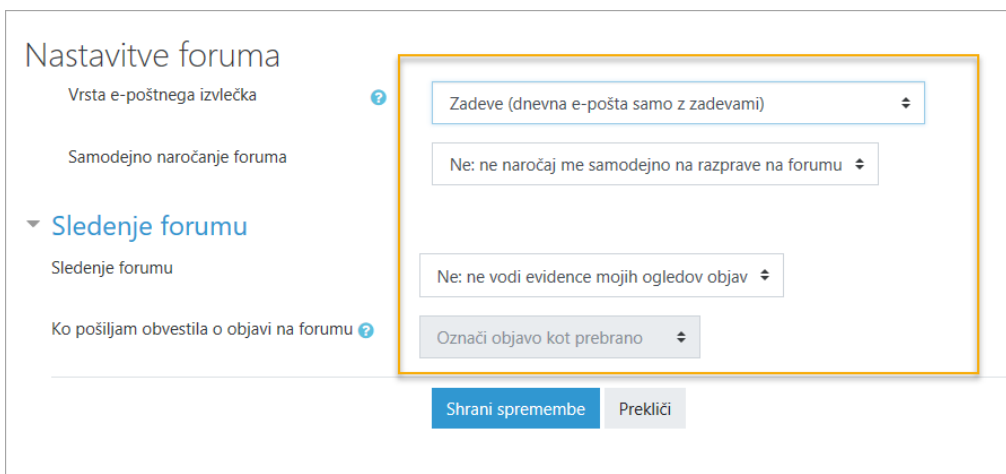 Nastavitve foruma
Vrsta e-poštnega izvlečka
Zadeve (dnevna e-pošta samo z zadevami)
Samodejno naročanje foruma
Ne: ne naročaj me samodejno na razprave na forumu
Sledenje forumu
Sledenje forumu
Ne: ne vodi evidence mojih ogledov objav
Ko pošiljam obvestila o objavi na forumu
Označi objavo kot prebrano
Shrani spremembe Prekliči